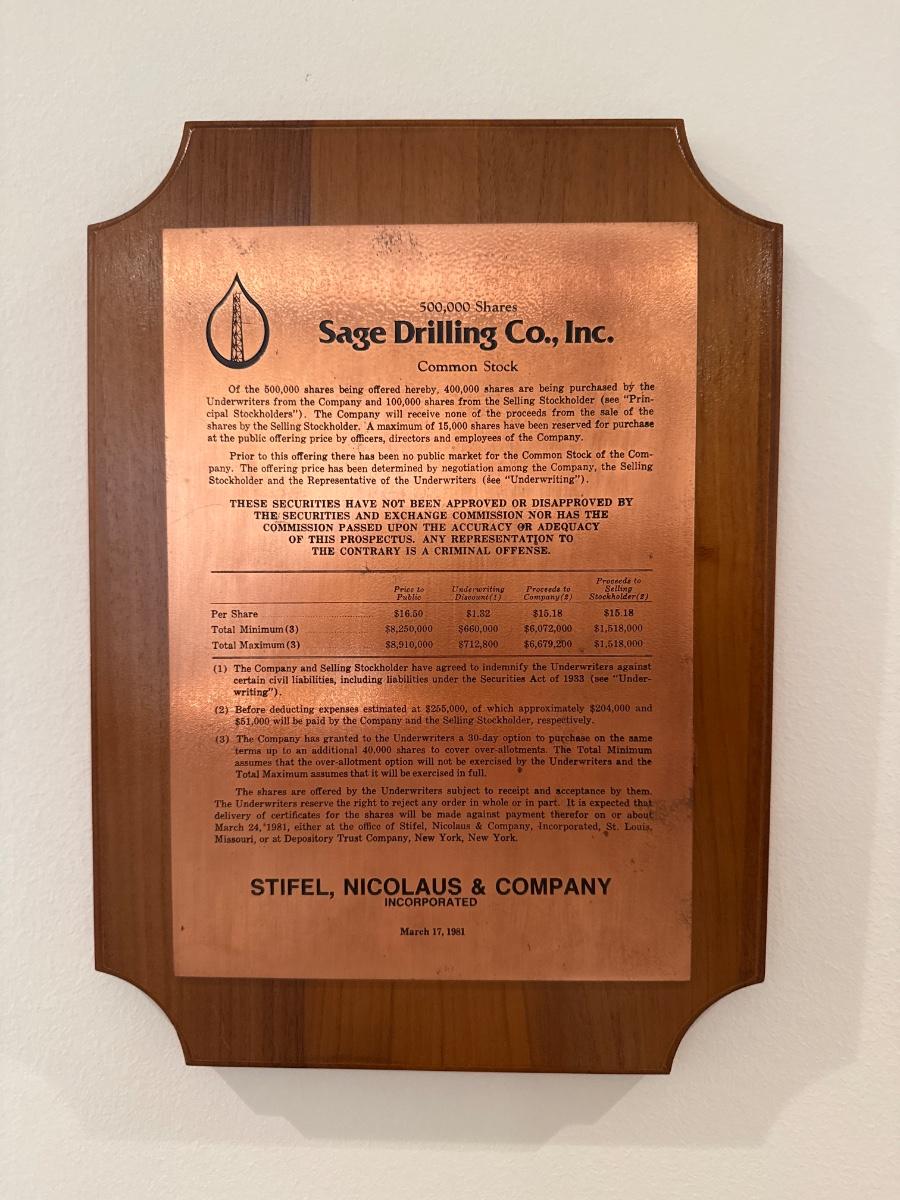 500,000 Shares
Sage Drilling Co., Inc.
Common Stock
Of the 500,000 shares being offered hereby, 400,000 shares are being purchased by the
Underwriters from the Company and 100,000 shares from the Selling Stockholder (see "Prin-
cipal Stockholders"). The Company will receive none of the proceeds from the sale of the
shares by the Selling Stockholder. A maximum of 15,000 shares have been reserved for purchase
at the public offering price by officers, directors and employees of the Company.
Prior to this offering there has been no public market for the Common Stock of the Com-
pany. The offering price has been determined by negotiation among the Company, the Selling
Stockholder and the Representative of the Underwriters (see "Underwriting").
THESE SECURITIES HAVE NOT BEEN APPROVED OR DISAPPROVED BY
THE SECURITIES AND EXCHANGE COMMISSION NOR HAS THE
COMMISSION PASSED UPON THE ACCURACY OR ADEQUACY
OF THIS PROSPECTUS. ANY REPRESENTATION TO
THE CONTRARY IS A CRIMINAL OFFENSE.
Price to Public Underwriting Discount(1) Proceeds to Company(2) Proceeds to Selling Stockholder(2)
Per Share $16.50 $1.32 $15.18 $15.18
Total Minimum(3) $8,250,000 $660,000 $6,072,000 $1,518,000
Total Maximum(3) $8,910,000 $712,800 $6,679,200 $1,518,000
(1) The Company and Selling Stockholder have agreed to indemnify the Underwriters against
certain civil liabilities, including liabilities under the Securities Act of 1933 (see "Under-
writing").
(2) Before deducting expenses estimated at $255,000, of which approximately $204,000 and
$51,000 will be paid by the Company and the Selling Stockholder, respectively.
(3) The Company has granted to the Underwriters a 30-day option to purchase on the same
terms up to an additional 40,000 shares to cover over-allotments. The Total Minimum
assumes that the over-allotment option will not be exercised by the Underwriters and the
Total Maximum assumes that it will be exercised in full.
The shares are offered by the Underwriters subject to receipt and acceptance by them.
The Underwriters reserve the right to reject any order in whole or in part. It is expected that
delivery of certificates for the shares will be made against payment therefor on or about
March 24, 1981, either at the office of Stifel, Nicolaus & Company, Incorporated, St. Louis,
Missouri, or at Depository Trust Company, New York, New York.
STIFEL, NICOLAUS & COMPANY
INCORPORATED
March 17, 1981